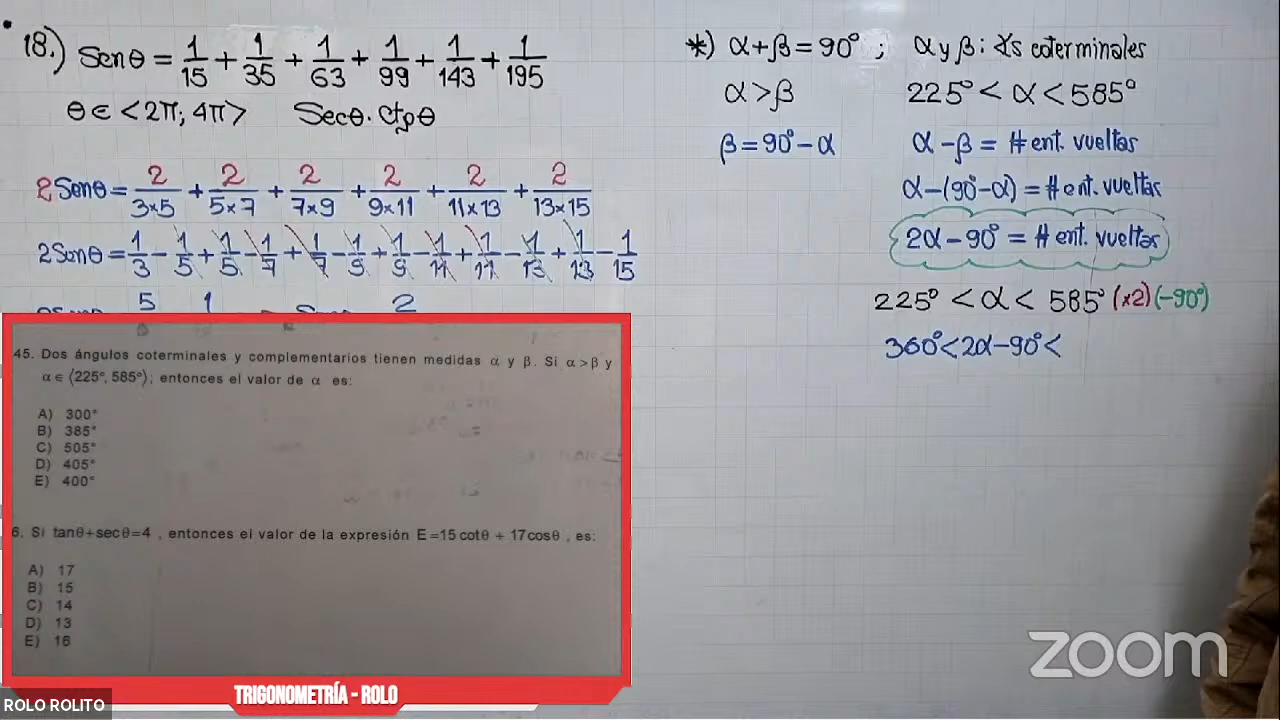 18.) Senθ = 1/15 + 1/35 + 1/63 + 1/99 + 1/143 + 1/195
θ ∈ <2π; 4π> Secθ. Ctgθ
2Senθ = 2/3×5 + 2/5×7 + 2/7×9 + 2/9×11 + 2/11×13 + 2/13×15
2Senθ = 1/3 - 1/5 + 1/5 - 1/7 + 1/7 - 1/9 + 1/9 - 1/11 + 1/11 - 1/13 + 1/13 - 1/15
5 1 2
*) α+β = 90° ; α y β : ∡s coterminales
α > β 225° < α < 585°
β = 90° - α α - β = # ent. vueltas
α - (90° - α) = # ent. vueltas
2α - 90° = # ent. vueltas
225° < α < 585° (×2) (-90°)
360° < 2α - 90° <
45. Dos ángulos coterminales y complementarios tienen medidas α y β. Si α>β y
α ∈ ⟨225°, 585°⟩; entonces el valor de α es:
A) 300°
B) 385°
C) 505°
D) 405°
E) 400°
6. Si tanθ+secθ=4 , entonces el valor de la expresión E=15cotθ + 17cosθ , es:
A) 17
B) 15
C) 14
D) 13
E) 16
TRIGONOMETRÍA - ROLO
ROLO ROLITO
zoom